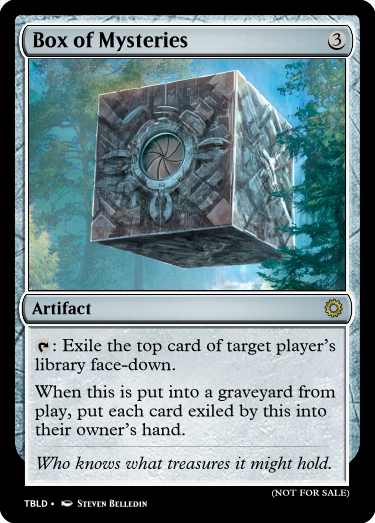 Box of Mysteries 3
Artifact
: Exile the top card of target player's
library face-down.
When this is put into a graveyard from
play, put each card exiled by this into
their owner's hand.
Who knows what treasures it might hold.
TBLD • Steven Belledin
(NOT FOR SALE)